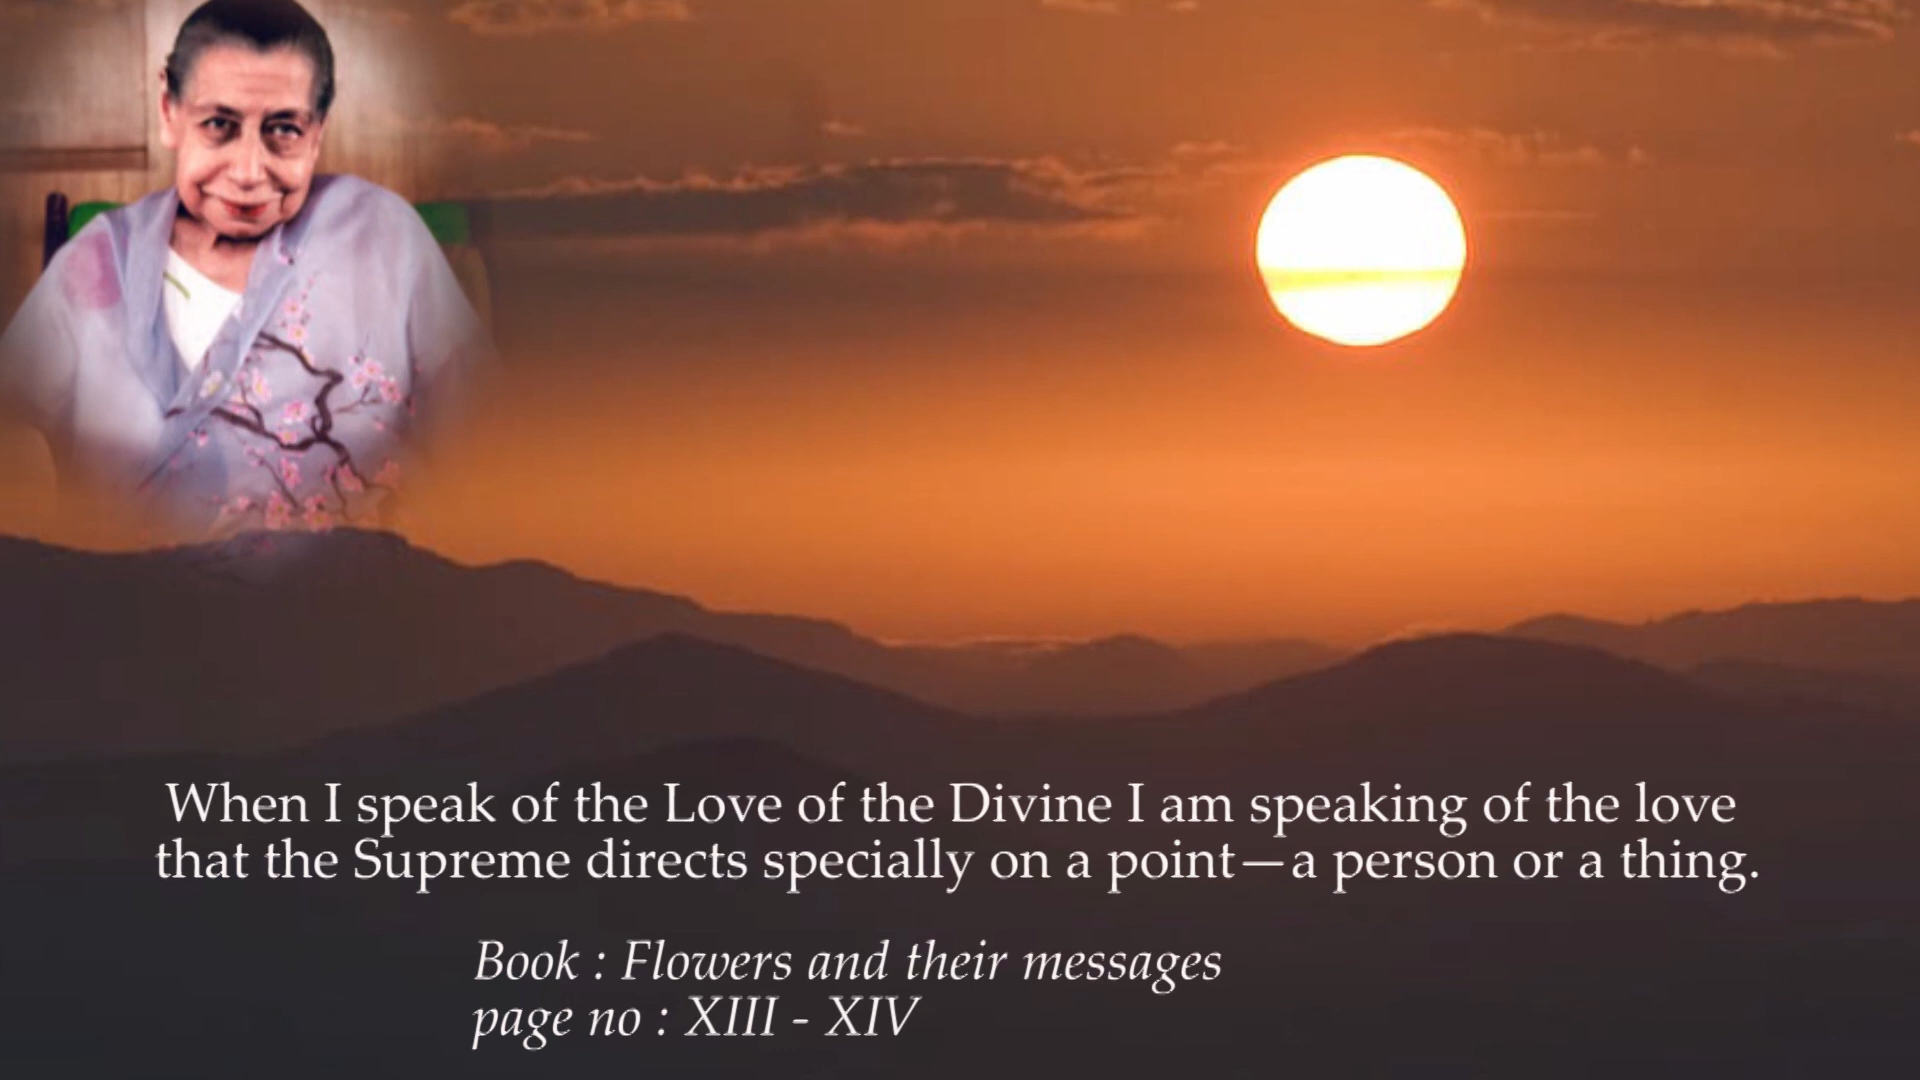 When I speak of the Love of the Divine I am speaking of the love
that the Supreme directs specially on a point—a person or a thing.
Book : Flowers and their messages
page no : XIII - XIV